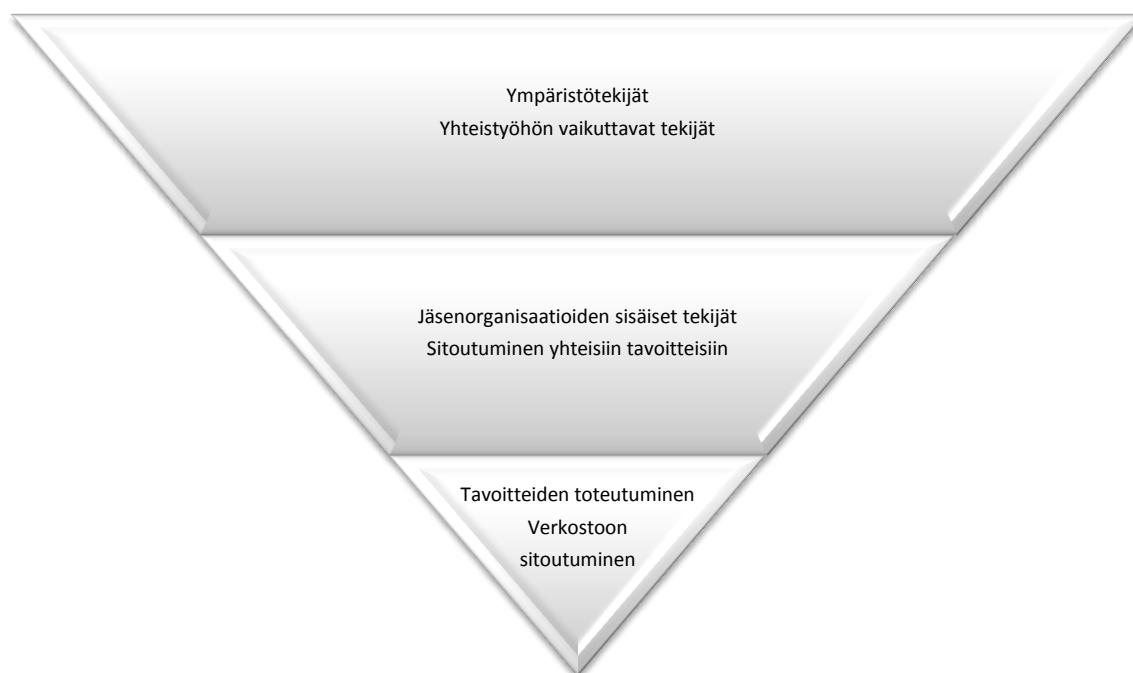 Ympäristötekijät
Yhteistyöhön vaikuttavat tekijät
Jäsenorganisaatioiden sisäiset tekijät
Sitoutuminen yhteisiin tavoitteisiin
Tavoitteiden toteutuminen
Verkostoon
sitoutuminen